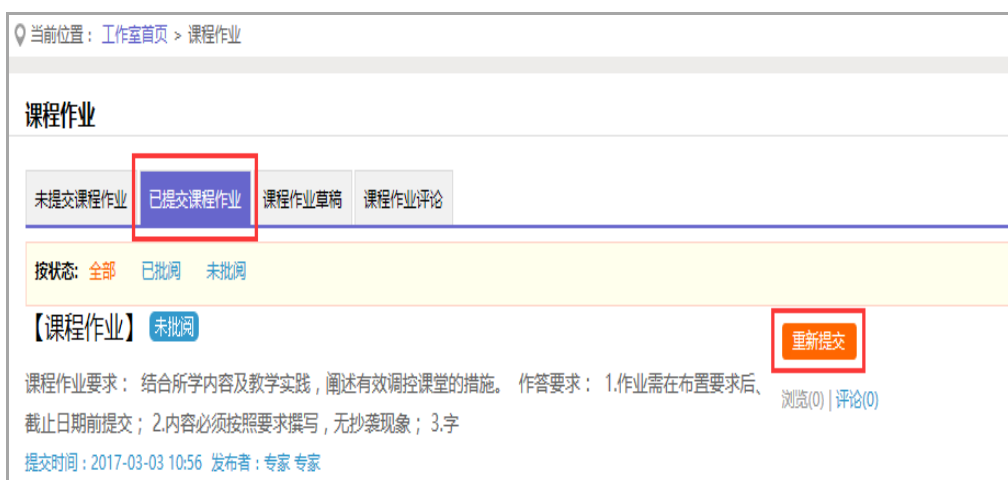 当前位置： 工作室首页 > 课程作业
课程作业
未提交课程作业 已提交课程作业 课程作业草稿 课程作业评论
按状态: 全部 已批阅 未批阅
【课程作业】 未批阅
重新提交
课程作业要求： 结合所学内容及教学实践，阐述有效调控课堂的措施。 作答要求： 1.作业需在布置要求后、
浏览(0) | 评论(0)
截止日期前提交； 2.内容必须按照要求撰写，无抄袭现象； 3.字
提交时间：2017-03-03 10:56 发布者：专家 专家